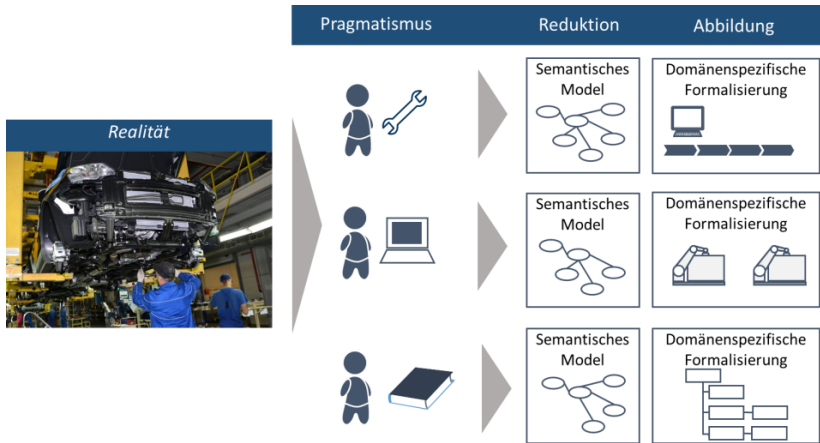 Pragmatismus
Reduktion
Abbildung
Realität
Semantisches
Model
Domänenspezifische
Formalisierung
Semantisches
Model
Domänenspezifische
Formalisierung
Semantisches
Model
Domänenspezifische
Formalisierung